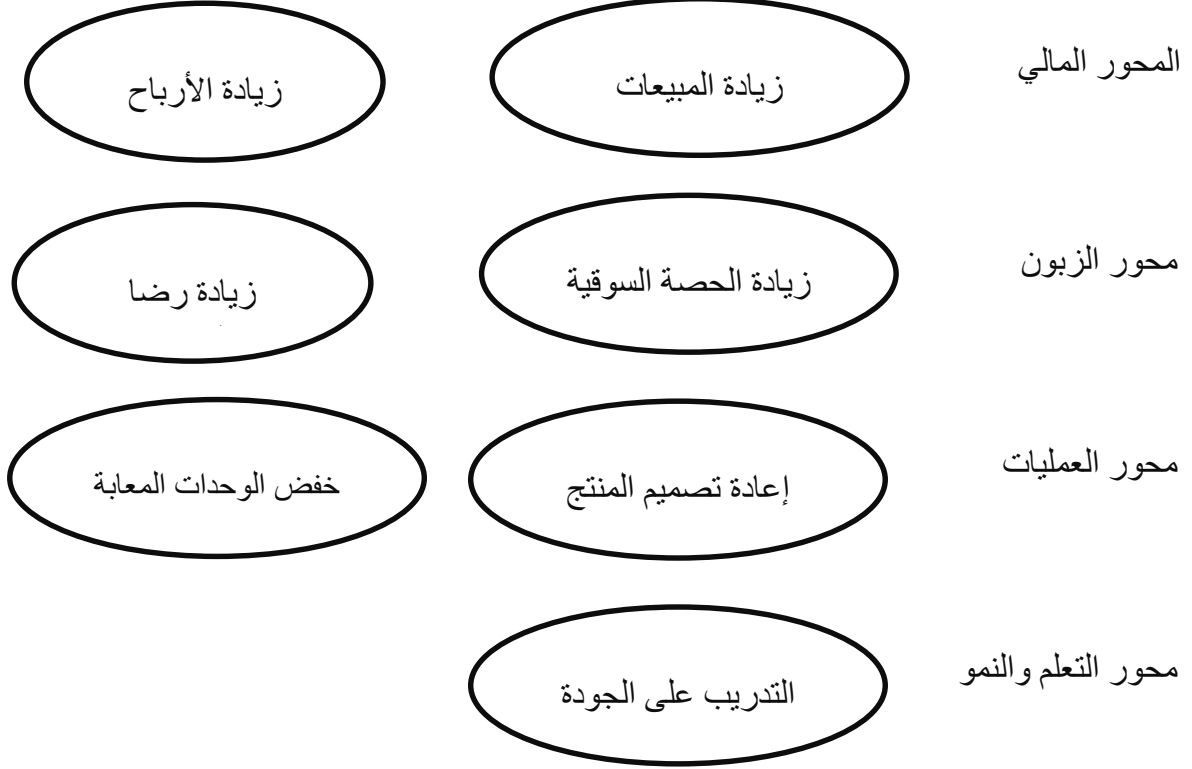 المحور المالي
زيادة المبيعات
زيادة الأرباح
محور الزبون
زيادة الحصة السوقية
زيادة رضا
محور العمليات
إعادة تصميم المنتج
خفض الوحدات المعابة
محور التعلم والنمو
التدريب على الجودة